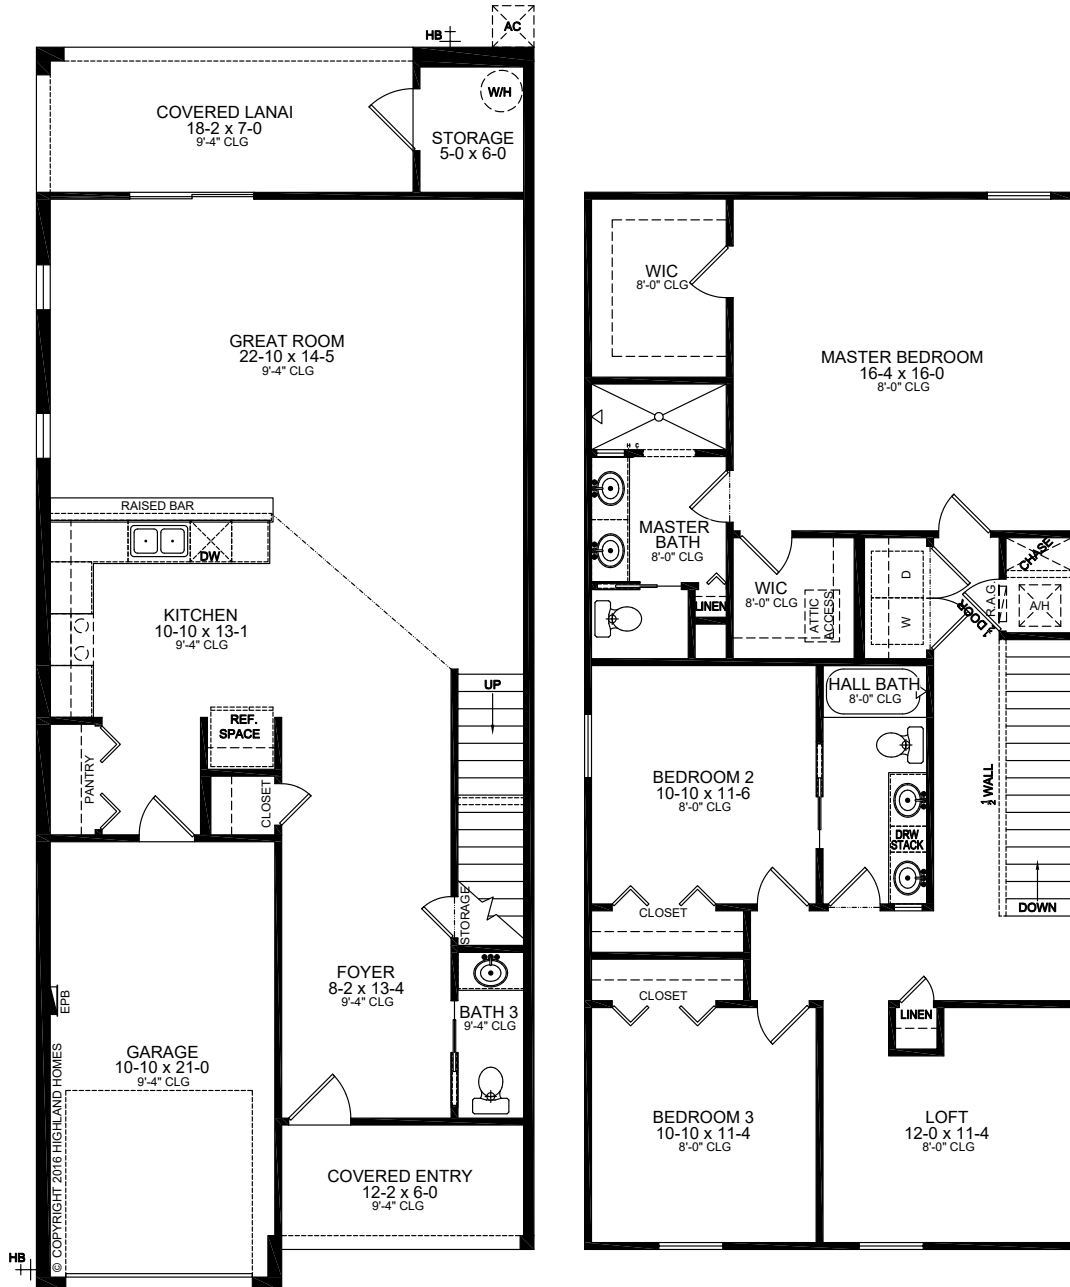 HB
AC
COVERED LANAI
18-2 x 7-0
9'-4" CLG
W/H
STORAGE
5-0 x 6-0
GREAT ROOM
22-10 x 14-5
9'-4" CLG
RAISED BAR
DW
KITCHEN
10-10 x 13-1
9'-4" CLG
UP
REF.
SPACE
PANTRY
CLOSET
STORAGE
FOYER
8-2 x 13-4
9'-4" CLG
BATH 3
9'-4" CLG
EPB
GARAGE
10-10 x 21-0
9'-4" CLG
COVERED ENTRY
12-2 x 6-0
9'-4" CLG
© COPYRIGHT 2016 HIGHLAND HOMES
HB
WIC
8'-0" CLG
MASTER BEDROOM
16-4 x 16-0
8'-0" CLG
H C
MASTER
BATH
8'-0" CLG
LINEN
WIC
8'-0" CLG
ATTIC
ACCESS
D
W
½ DOOR
R.A.G.
CHASE
A/H
HALL BATH
8'-0" CLG
BEDROOM 2
10-10 x 11-6
8'-0" CLG
½ WALL
DRW
STACK
DOWN
CLOSET
CLOSET
LINEN
BEDROOM 3
10-10 x 11-4
8'-0" CLG
LOFT
12-0 x 11-4
8'-0" CLG